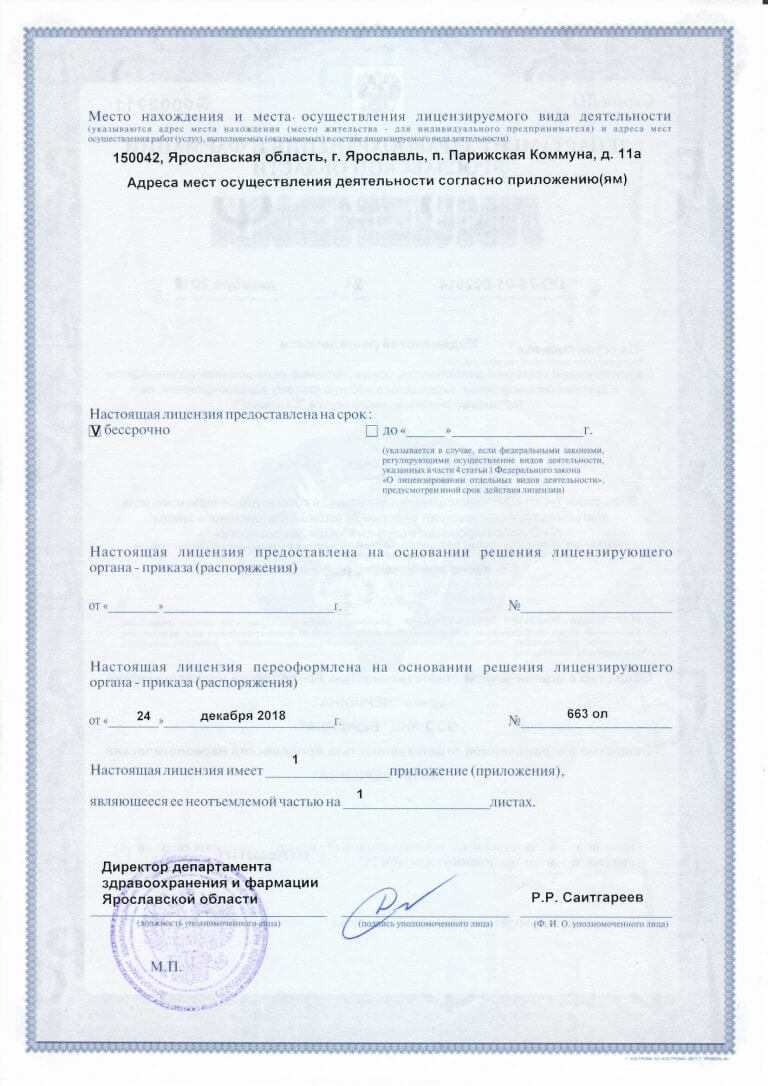 Место нахождения и места осуществления лицензируемого вида деятельности
(указываются адрес места нахождения (место жительства - для индивидуального предпринимателя) и адреса мест
осуществления работ (услуг), выполняемых (оказываемых) в составе лицензируемого вида деятельности)
150042, Ярославская область, г. Ярославль, п. Парижская Коммуна, д. 11а
Адреса мест осуществления деятельности согласно приложению(ям)
Настоящая лицензия предоставлена на срок:
V бессрочно до «______»____________________г.
(указывается в случае, если федеральными законами,
регулирующими осуществление видов деятельности,
указанных в части 4 статьи 1 Федерального закона
«О лицензировании отдельных видов деятельности»,
предусмотрен иной срок действия лицензии)
Настоящая лицензия предоставлена на основании решения лицензирующего
органа - приказа (распоряжения)
от «_______»__________________________г. №_______________________
Настоящая лицензия переоформлена на основании решения лицензирующего
органа - приказа (распоряжения)
от « 24 » декабря 2018 г. № 663 ол
Настоящая лицензия имеет 1 приложение (приложения),
являющееся ее неотъемлемой частью на 1 листах.
Директор департамента
здравоохранения и фармации
Ярославской области Р.Р. Саитгареев
(должность уполномоченного лица) (подпись уполномоченного лица) (Ф. И. О. уполномоченного лица)
М.П.